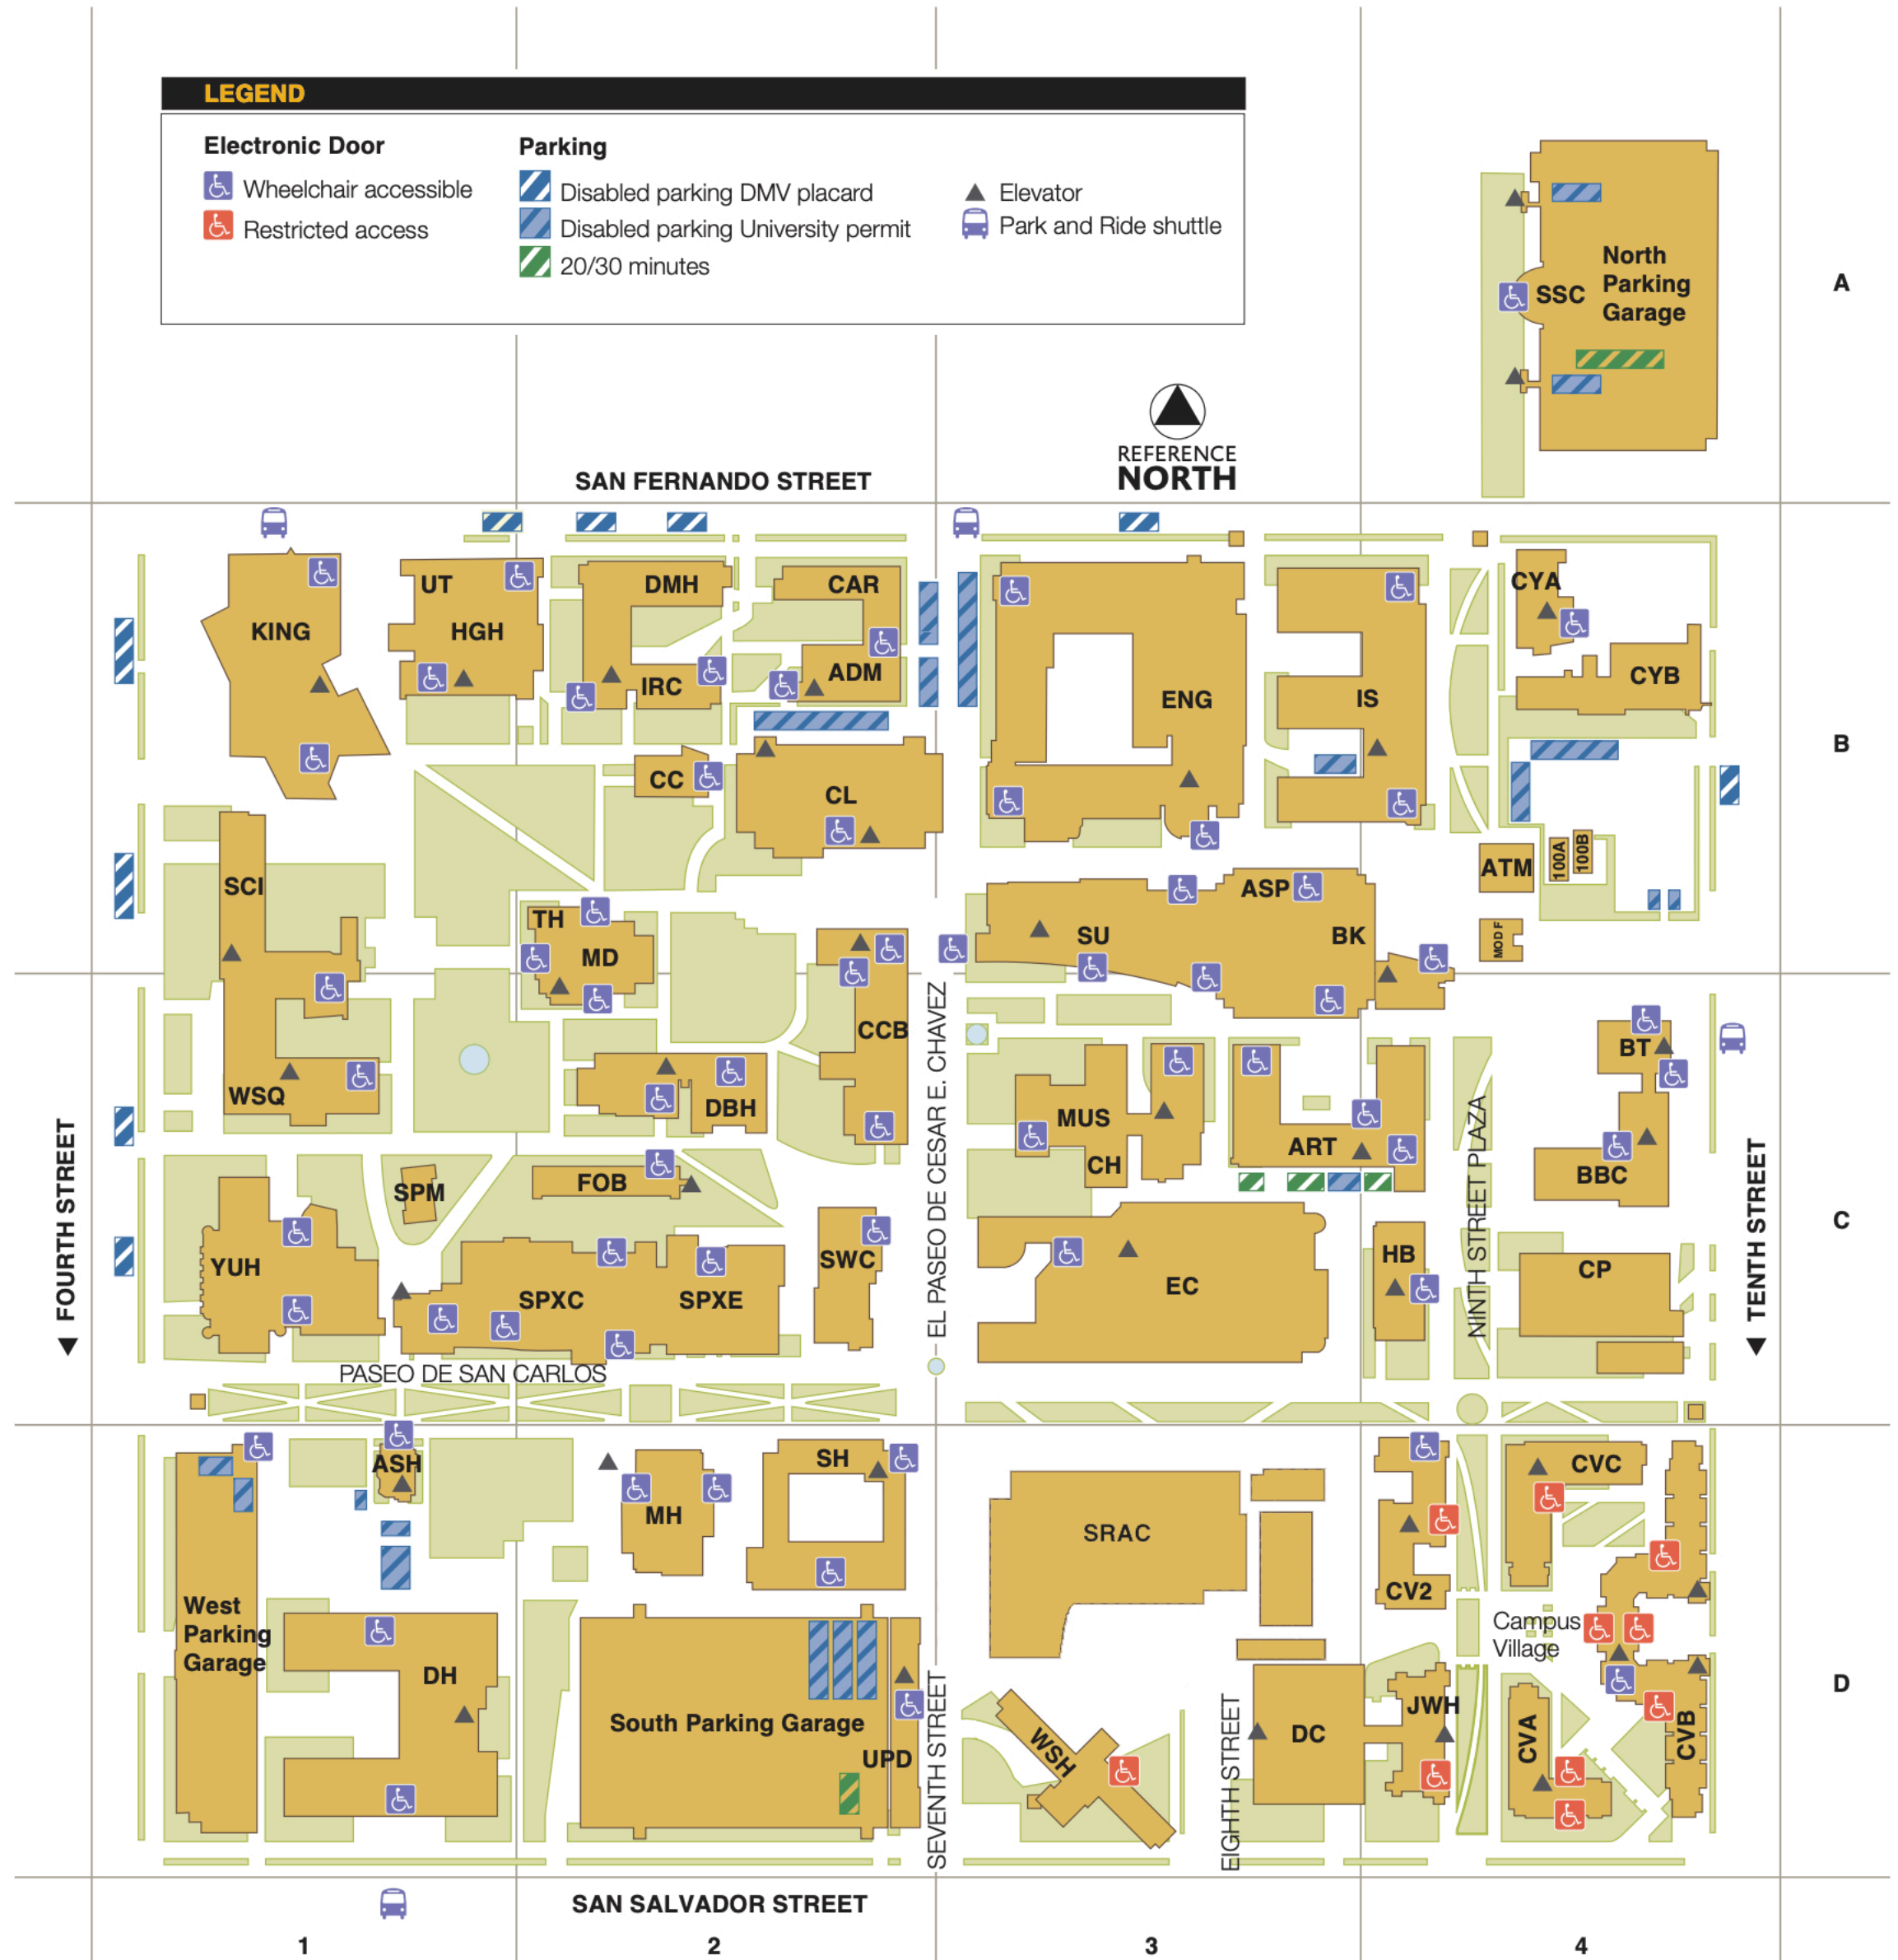 LEGEND
Electronic Door
Wheelchair accessible
Restricted access
Parking
Disabled parking DMV placard
Disabled parking University permit
20/30 minutes
Elevator
Park and Ride shuttle
North
Parking
Garage
SSC
A
REFERENCE
NORTH
SAN FERNANDO STREET
UT
DMH
CAR
CYA
KING
HGH
IRC
ADM
ENG
IS
CYB
B
CC
CL
SCI
ATM
100A
100B
TH
MD
ASP
SU
BK
MOD F
CCB
EL PASEO DE CESAR E. CHAVEZ
BT
WSQ
DBH
MUS
CH
ART
BBC
NINTH STREET PLAZA
FOURTH STREET
TENTH STREET
SPM
FOB
C
YUH
SPXC
SPXE
SWC
EC
HB
CP
PASEO DE SAN CARLOS
ASH
MH
SH
SRAC
CV2
CVC
West
Parking
Garage
DH
South Parking Garage
UPD
SEVENTH STREET
WSH
EIGHTH STREET
DC
JWH
Campus
Village
CVA
CVB
D
SAN SALVADOR STREET
1
2
3
4